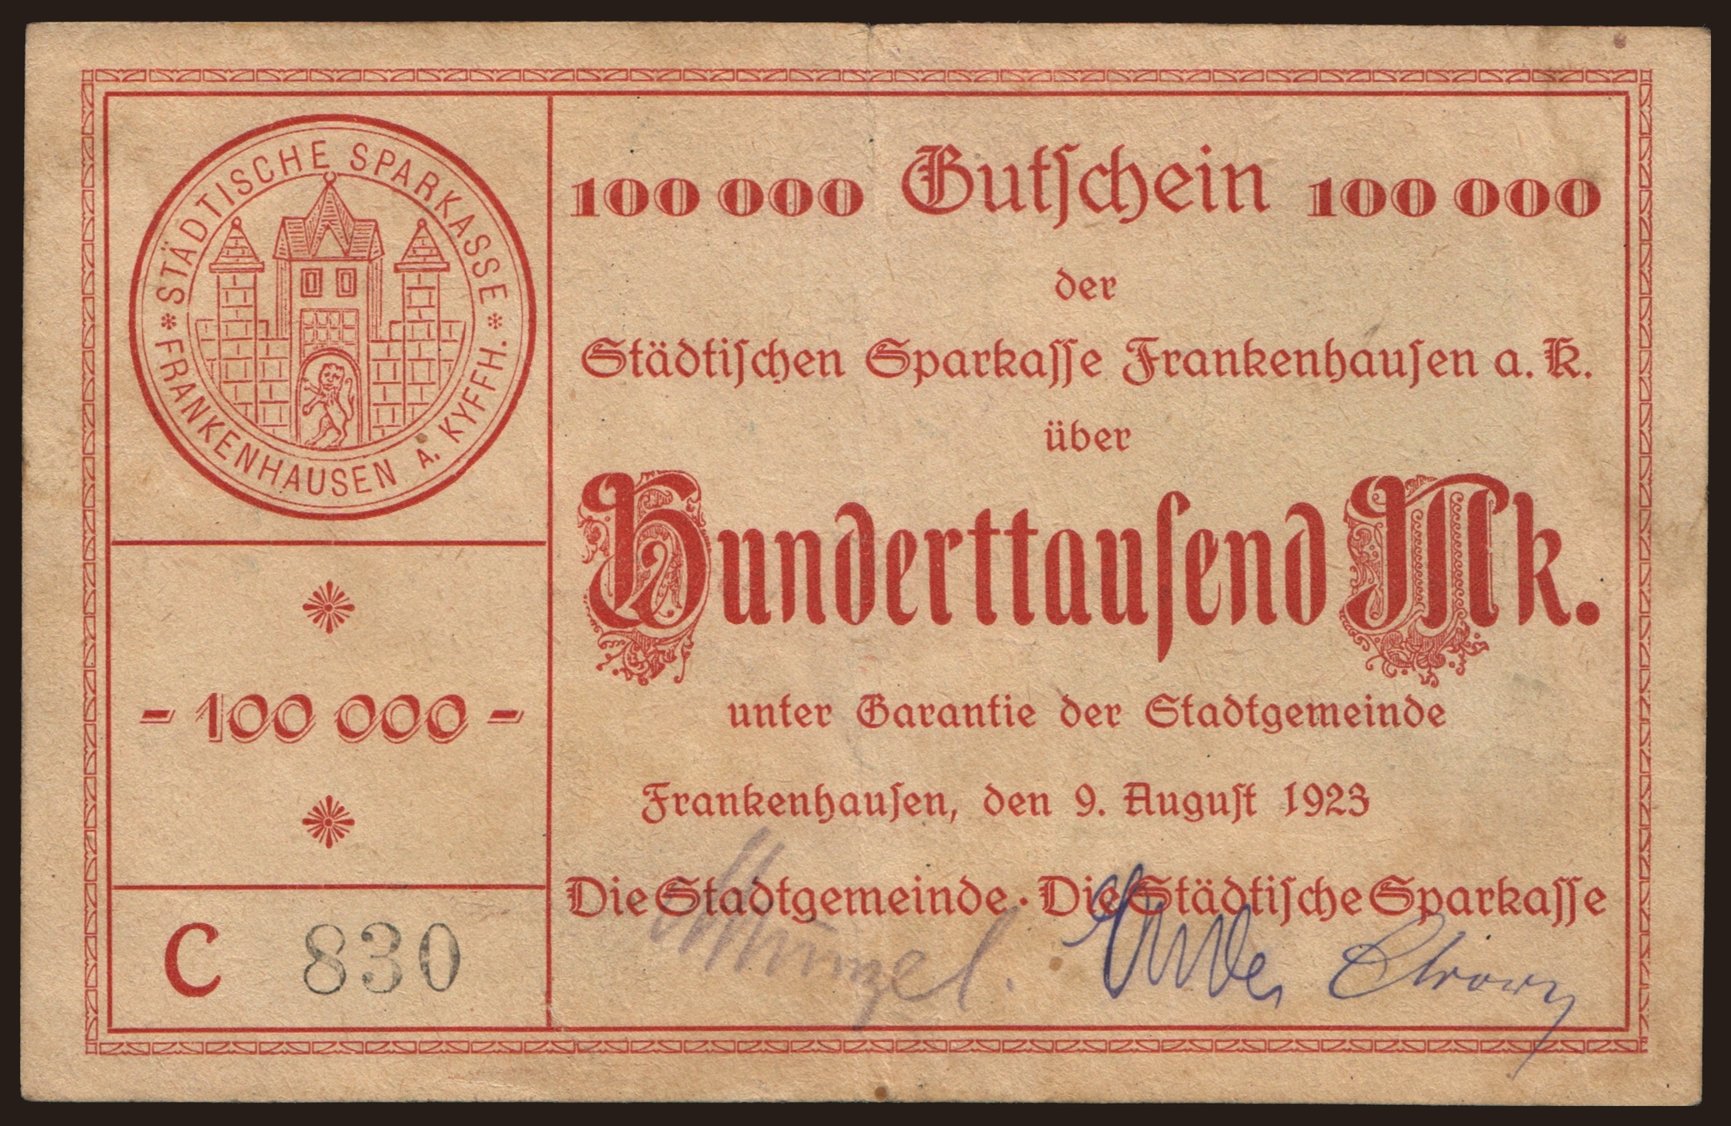 STÄDTISCHE SPARKASSE
* FRANKENHAUSEN A. KYFFH. *
- 100 000 -
C 830
100 000 Gutschein 100 000
der
Städtischen Sparkasse Frankenhausen a. K.
über
Hunderttausend Mk.
unter Garantie der Stadtgemeinde
Frankenhausen, den 9. August 1923
Die Stadtgemeinde · Die Städtische Sparkasse